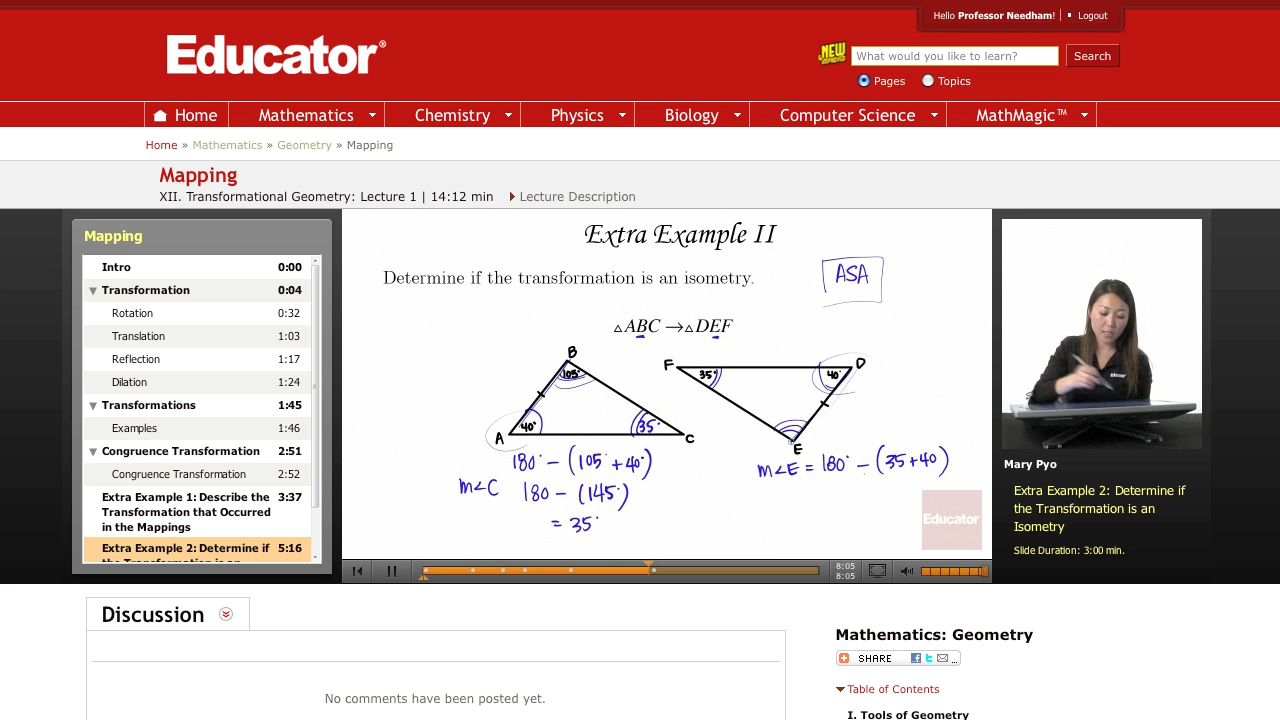 Hello Professor Needham! | ▪ Logout
Educator®
NEW
What would you like to learn?
Search
Pages Topics
Home Mathematics Chemistry Physics Biology Computer Science MathMagic™
Home » Mathematics » Geometry » Mapping
Mapping
XII. Transformational Geometry: Lecture 1 | 14:12 min Lecture Description
Mapping
Intro 0:00
Transformation 0:04
Rotation 0:32
Translation 1:03
Reflection 1:17
Dilation 1:24
Transformations 1:45
Examples 1:46
Congruence Transformation 2:51
Congruence Transformation 2:52
Extra Example 1: Describe the 3:37
Transformation that Occurred
in the Mappings
Extra Example 2: Determine if 5:16
the Transformation is an
Extra Example II
Determine if the transformation is an isometry.
ASA
△ABC →△DEF
B
105°
A
40°
35°
C
F
35°
40°
D
E
180° - (105° + 40°)
m∠C 180 - (145°)
= 35°
m∠E = 180° - (35+40)
Educator
8:05
8:05
Educator
Mary Pyo
Extra Example 2: Determine if
the Transformation is an
Isometry
Slide Duration: 3:00 min.
Discussion
No comments have been posted yet.
Mathematics: Geometry
SHARE ...
Table of Contents
I. Tools of Geometry